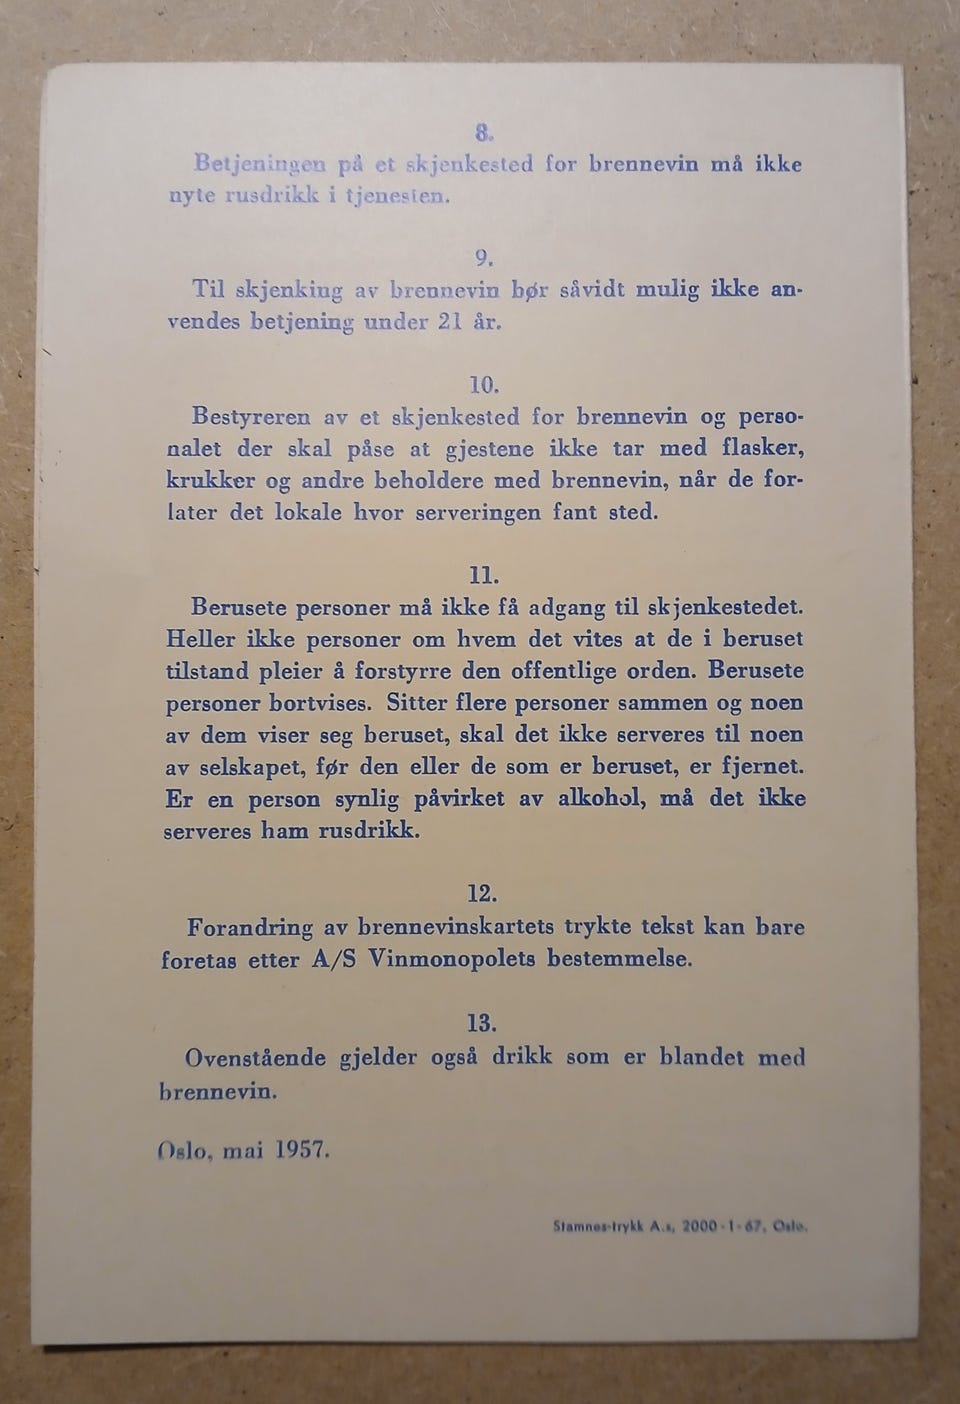 8.
Betjeningen på et skjenkested for brennevin må ikke
nyte rusdrikk i tjenesten.
9.
Til skjenking av brennevin bør såvidt mulig ikke an-
vendes betjening under 21 år.
10.
Bestyreren av et skjenkested for brennevin og perso-
nalet der skal påse at gjestene ikke tar med flasker,
krukker og andre beholdere med brennevin, når de for-
later det lokale hvor serveringen fant sted.
11.
Berusete personer må ikke få adgang til skjenkestedet.
Heller ikke personer om hvem det vites at de i beruset
tilstand pleier å forstyrre den offentlige orden. Berusete
personer bortvises. Sitter flere personer sammen og noen
av dem viser seg beruset, skal det ikke serveres til noen
av selskapet, før den eller de som er beruset, er fjernet.
Er en person synlig påvirket av alkohol, må det ikke
serveres ham rusdrikk.
12.
Forandring av brennevinskartets trykte tekst kan bare
foretas etter A/S Vinmonopolets bestemmelse.
13.
Ovenstående gjelder også drikk som er blandet med
brennevin.
Oslo, mai 1957.
Stamnes-trykk A.s, 2000-1-67, Oslo.